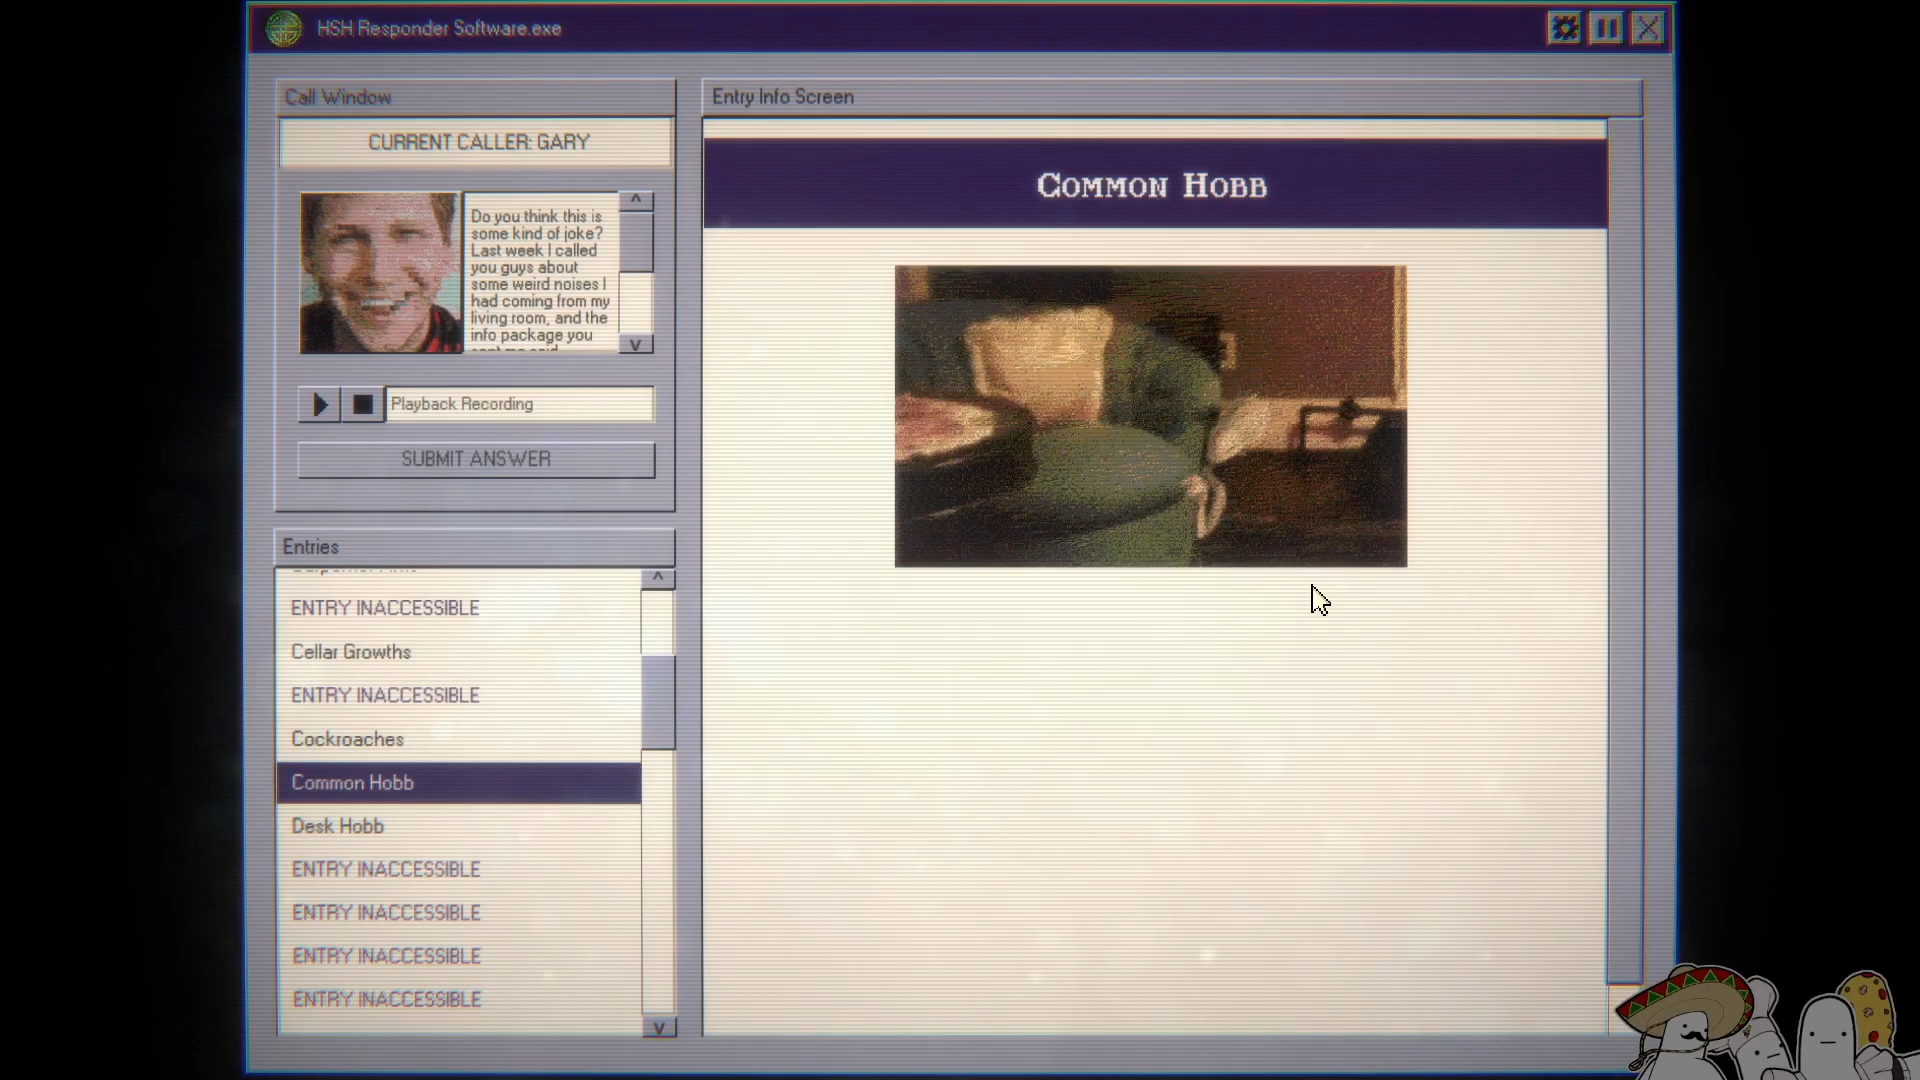 HSH Responder Software.exe
Call Window
CURRENT CALLER: GARY
Do you think this is
some kind of joke?
Last week I called
you guys about
some weird noises I
had coming from my
living room, and the
info package you
Playback Recording
SUBMIT ANSWER
Entries
ENTRY INACCESSIBLE
Cellar Growths
ENTRY INACCESSIBLE
Cockroaches
Common Hobb
Desk Hobb
ENTRY INACCESSIBLE
ENTRY INACCESSIBLE
ENTRY INACCESSIBLE
ENTRY INACCESSIBLE
Entry Info Screen
Common Hobb